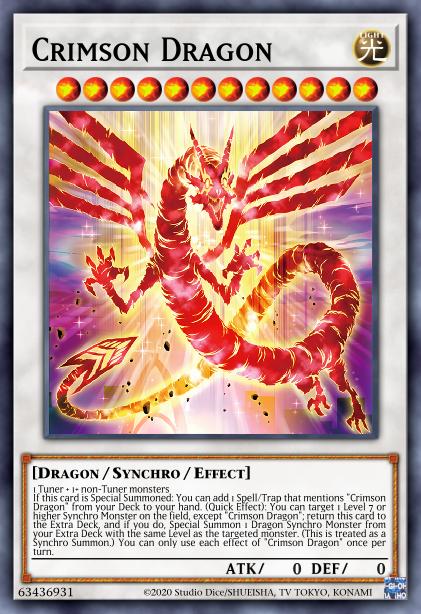 CRIMSON DRAGON
LIGHT
光
[DRAGON / SYNCHRO / EFFECT]
1 Tuner + 1+ non-Tuner monsters
If this card is Special Summoned: You can add 1 Spell/Trap that mentions "Crimson
Dragon" from your Deck to your hand. (Quick Effect): You can target 1 Level 7 or
higher Synchro Monster on the field, except "Crimson Dragon"; return this card to
the Extra Deck, and if you do, Special Summon 1 Dragon Synchro Monster from
your Extra Deck with the same Level as the targeted monster. (This is treated as a
Synchro Summon.) You can only use each effect of "Crimson Dragon" once per
turn.
ATK/ 0 DEF/ 0
63436931 ©2020 Studio Dice/SHUEISHA, TV TOKYO, KONAMI